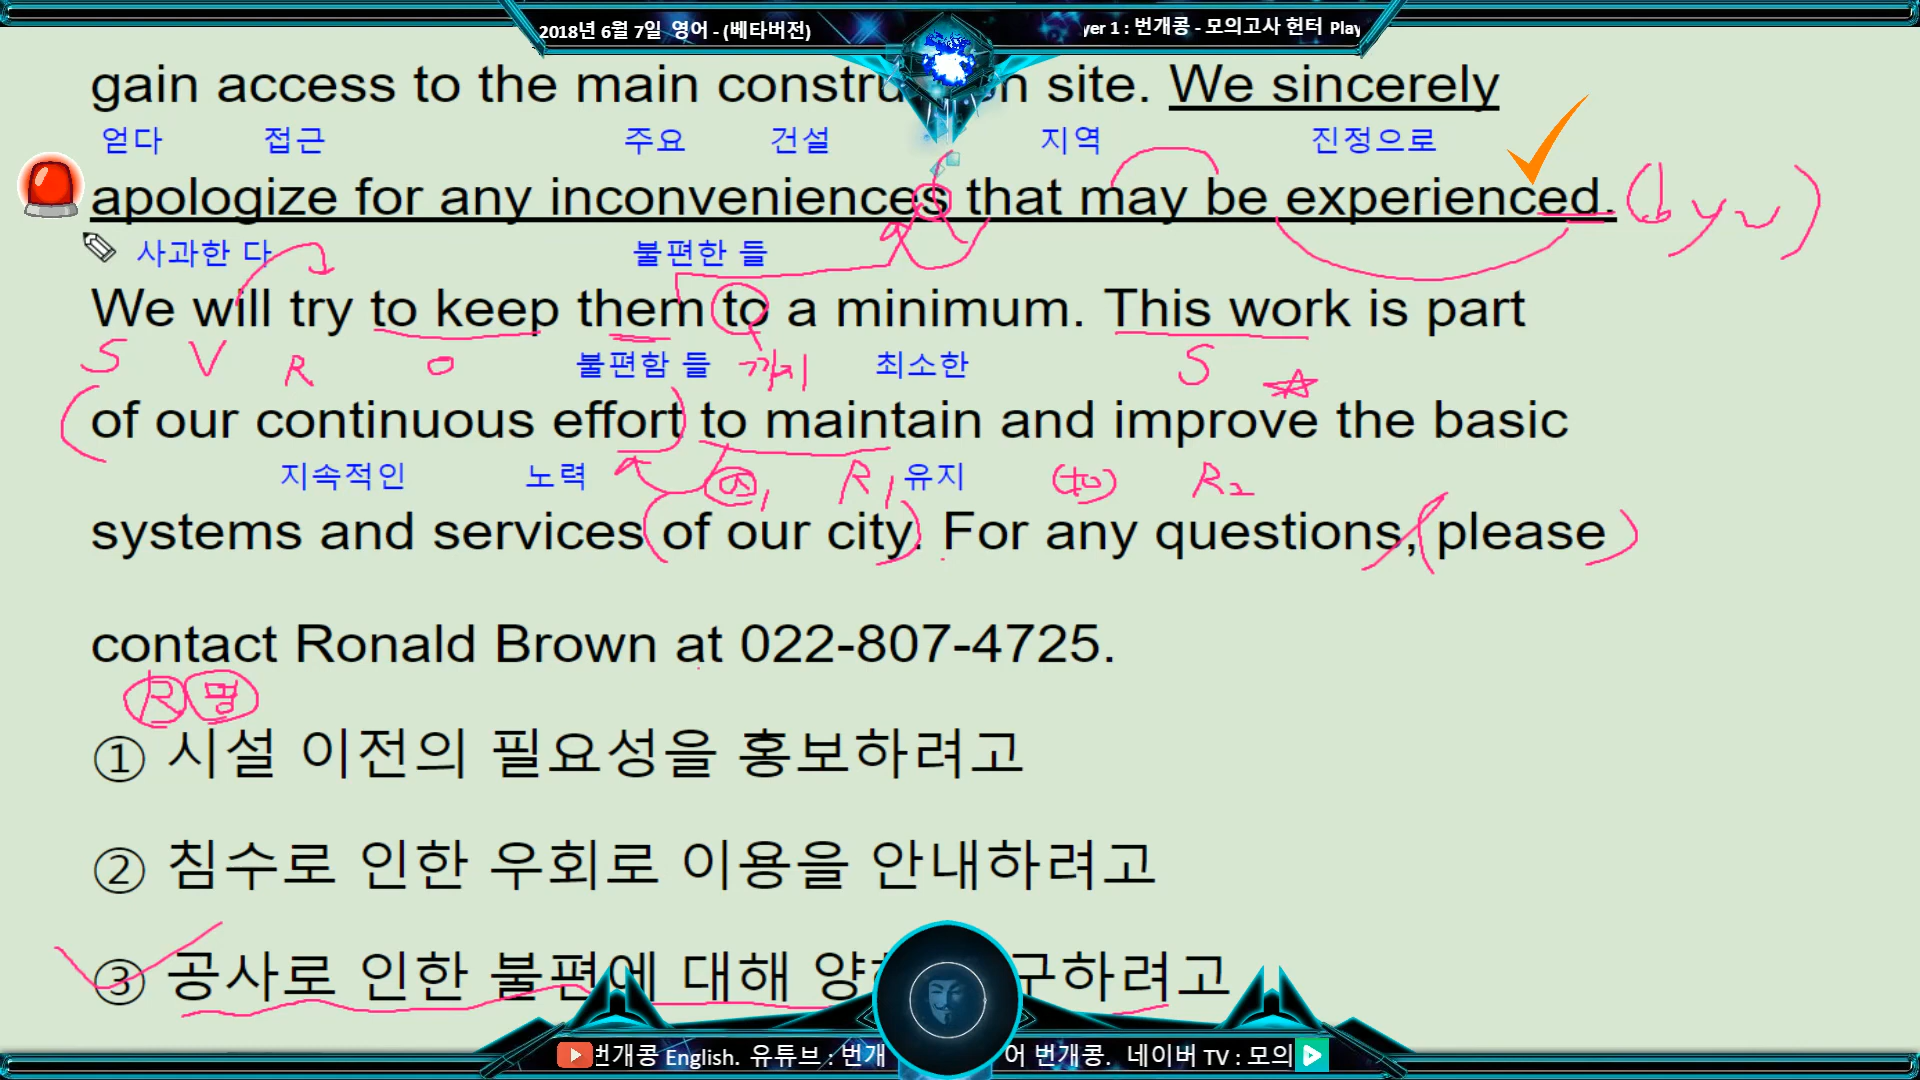 2018년 6월 7일 영어 - (베타버전)
yer 1 : 번개콩 - 모의고사 헌터 Play
gain access to the main constru n site. We sincerely
얻다 접근 주요 건설 지역 진정으로
apologize for any inconveniences that may be experienced. (by
사과한 다 불편한 들
We will try to keep them to a minimum. This work is part
S V R O 불편함 들 까지 최소한 S
of our continuous effort to maintain and improve the basic
지속적인 노력 R1 유지 (to) R2
systems and services of our city. For any questions, please
contact Ronald Brown at 022-807-4725.
R 명
① 시설 이전의 필요성을 홍보하려고
② 침수로 인한 우회로 이용을 안내하려고
③ 공사로 인한 불편에 대해 구하려고
번개콩 English. 유튜브 : 번개
어 번개콩. 네이버 TV : 모의